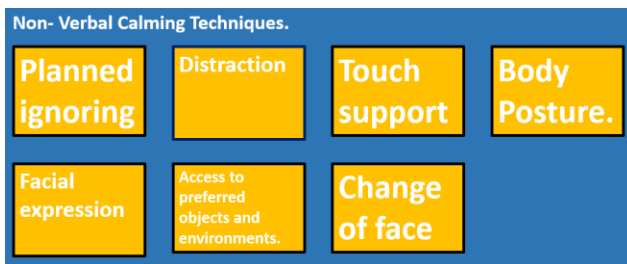 Non- Verbal Calming Techniques.
Planned
ignoring
Distraction
Touch
support
Body
Posture.
Facial
expression
Access to
preferred
objects and
environments.
Change
of face